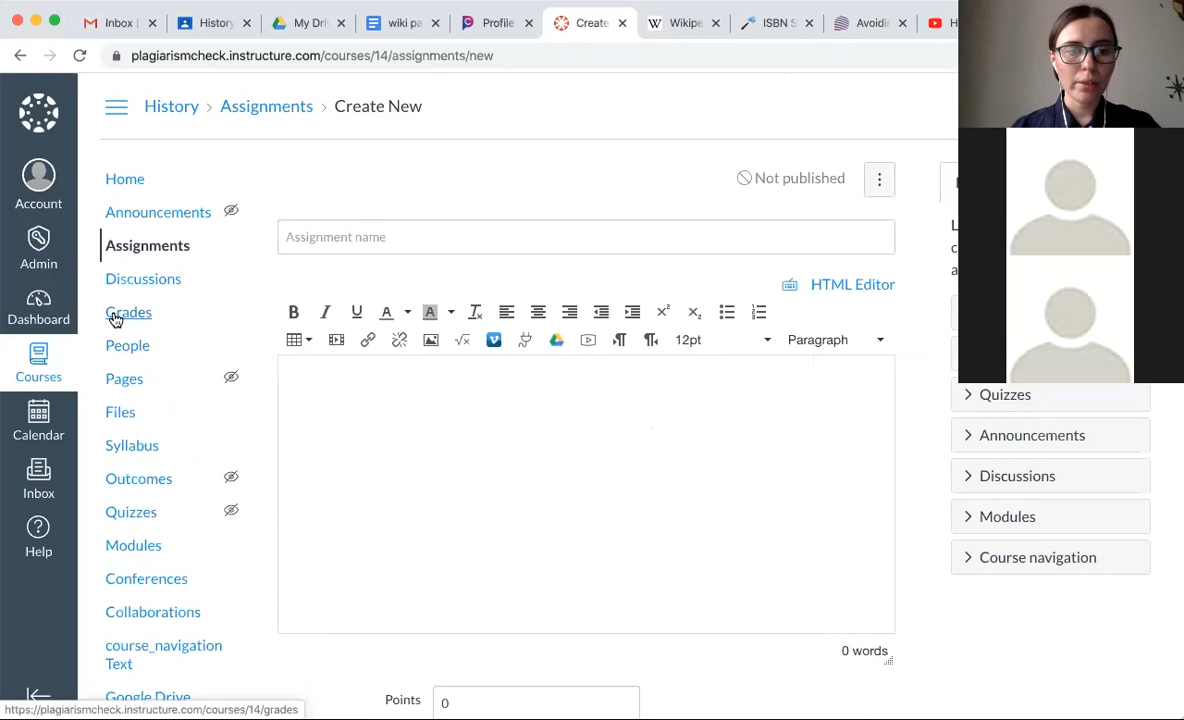 Inbox (
History
My Dri
wiki pa
Profile
Create
Wikipe
ISBN S
Avoidin
H
plagiarismcheck.instructure.com/courses/14/assignments/new
History > Assignments > Create New
Account
Admin
Dashboard
Courses
Calendar
Inbox
Help
Home
Announcements
Assignments
Discussions
Grades
People
Pages
Files
Syllabus
Outcomes
Quizzes
Modules
Conferences
Collaborations
course_navigation
Text
Google Drive
Not published
Assignment name
HTML Editor
B I U A A
12pt Paragraph
0 words
Points 0
Quizzes
Announcements
Discussions
Modules
Course navigation
https://plagiarismcheck.instructure.com/courses/14/grades